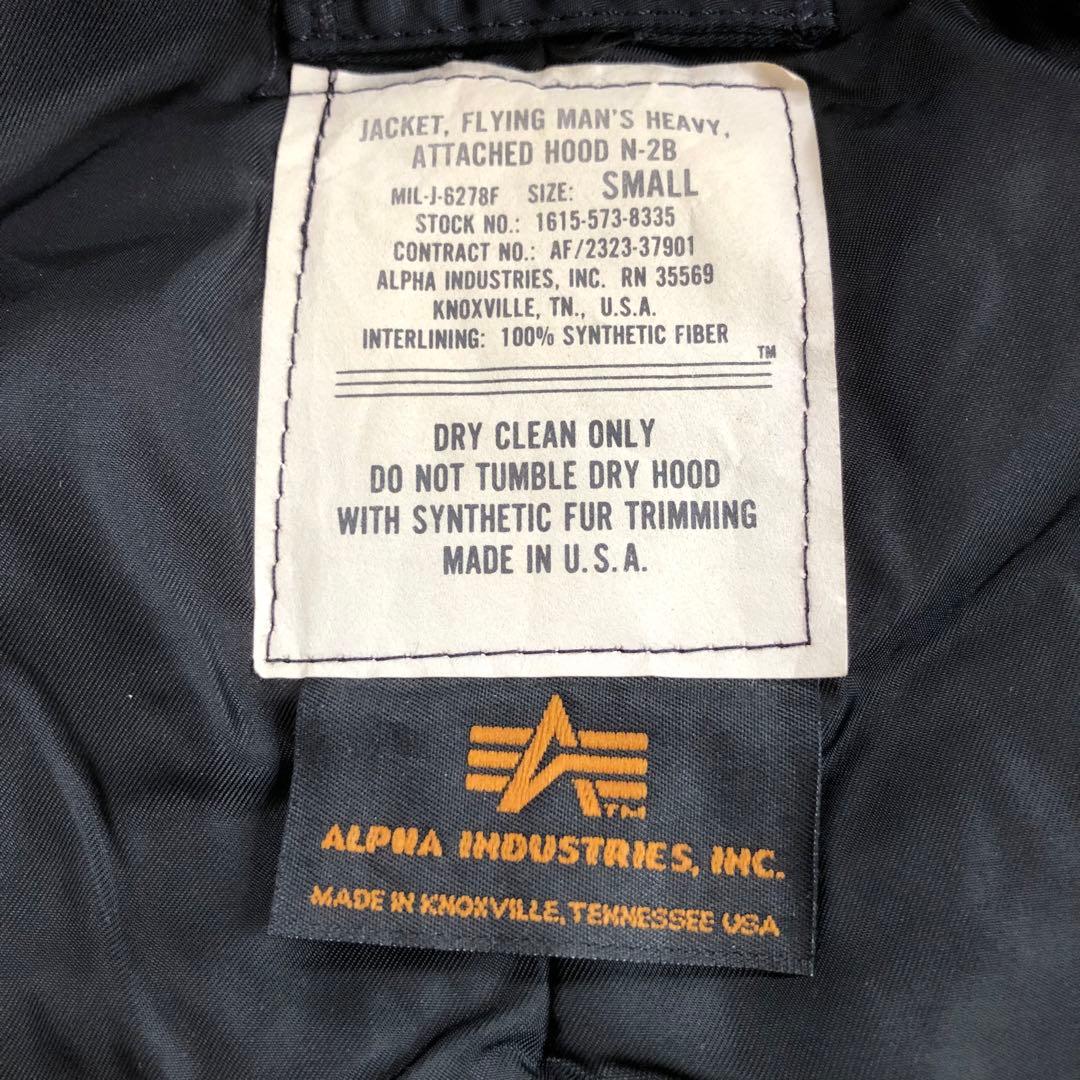 JACKET, FLYING MAN'S HEAVY,
ATTACHED HOOD N-2B
MIL-J-6278F SIZE: SMALL
STOCK NO.: 1615-573-8335
CONTRACT NO.: AF/2323-37901
ALPHA INDUSTRIES, INC. RN 35569
KNOXVILLE, TN., U.S.A.
INTERLINING: 100% SYNTHETIC FIBER
TM
DRY CLEAN ONLY
DO NOT TUMBLE DRY HOOD
WITH SYNTHETIC FUR TRIMMING
MADE IN U.S.A.
TM
ALPHA INDUSTRIES, INC.
MADE IN KNOXVILLE, TENNESSEE USA